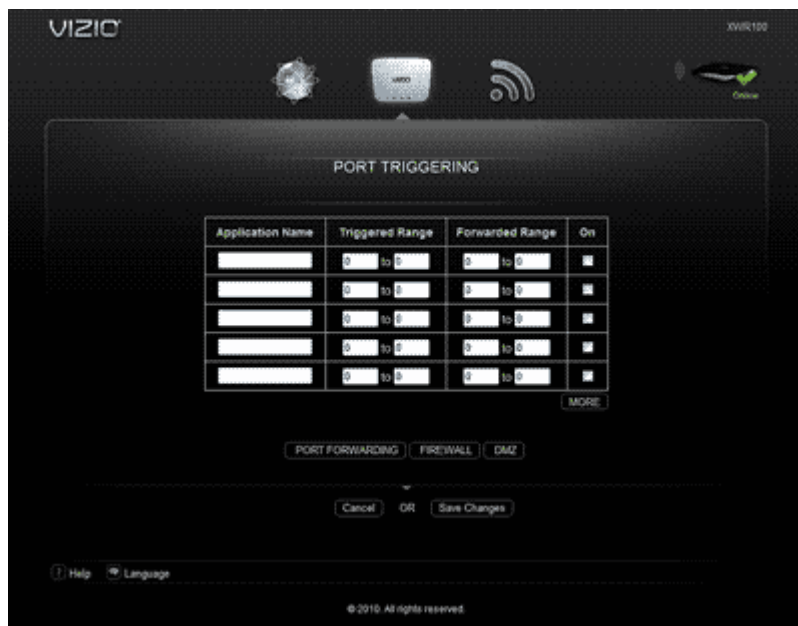 VIZIO
XWR100
VIZIO
Online
PORT TRIGGERING
Application Name Triggered Range Forwarded Range On
0 to 0 0 to 0
0 to 0 0 to 0
0 to 0 0 to 0
0 to 0 0 to 0
0 to 0 0 to 0
MORE
PORT FORWARDING FIREWALL DMZ
Cancel OR Save Changes
? Help Language
© 2010. All rights reserved.